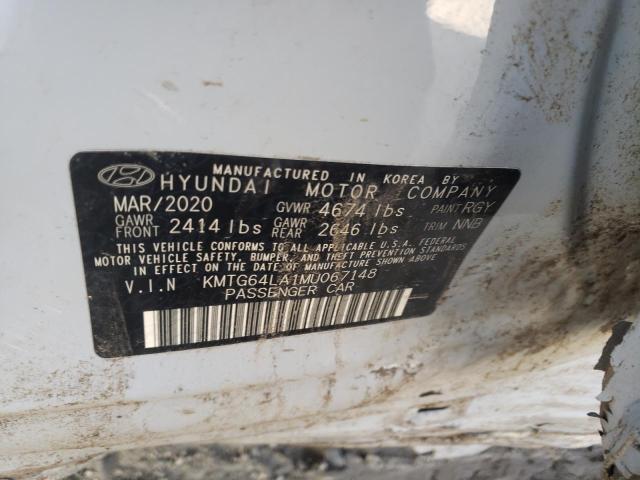 MANUFACTURED IN KOREA BY
HYUNDAI MOTOR COMPANY
MAR/2020 GVWR 4674 lbs PAINT RGY
GAWR FRONT 2414 lbs GAWR REAR 2646 lbs TRIM NNB
THIS VEHICLE CONFORMS TO ALL APPLICABLE U.S.A. FEDERAL
MOTOR VEHICLE SAFETY, BUMPER, AND THEFT PREVENTION STANDARDS
IN EFFECT ON THE DATE OF MANUFACTURE SHOWN ABOVE.
V.I.N KMTG64LA1MU067148
PASSENGER CAR